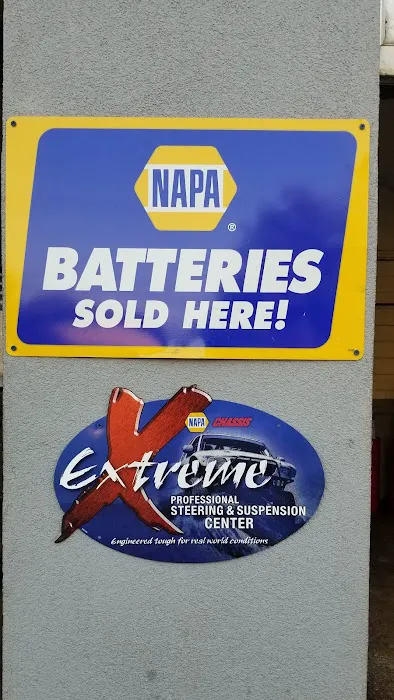 NAPA
®
BATTERIES
SOLD HERE!
NAPA CHASSIS
Extreme
PROFESSIONAL
STEERING & SUSPENSION
CENTER
Engineered tough for real world conditions